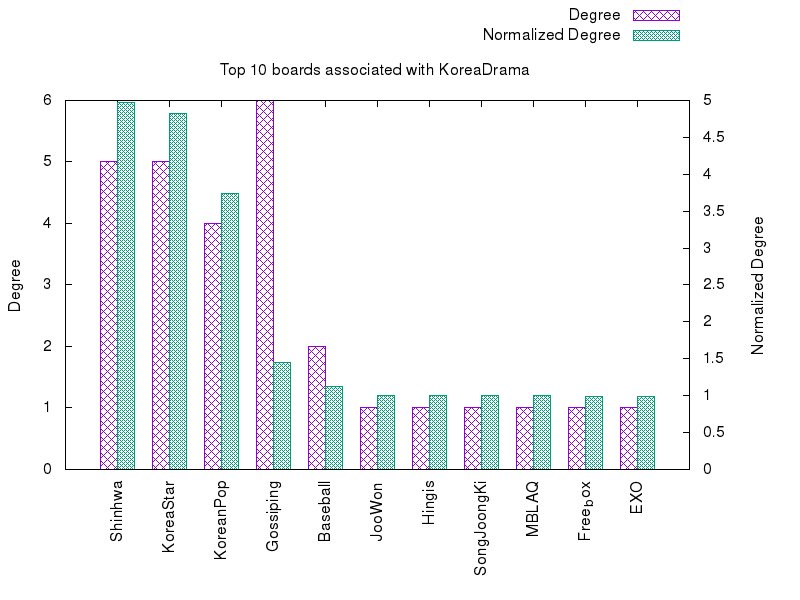 Degree
Normalized Degree
Top 10 boards associated with KoreaDrama
6
5
4
3
2
1
0
5
4.5
4
3.5
3
2.5
2
1.5
1
0.5
0
Degree
Normalized Degree
Shinhwa
KoreaStar
KoreanPop
Gossiping
Baseball
JooWon
Hingis
SongJoongKi
MBLAQ
Free_box
EXO